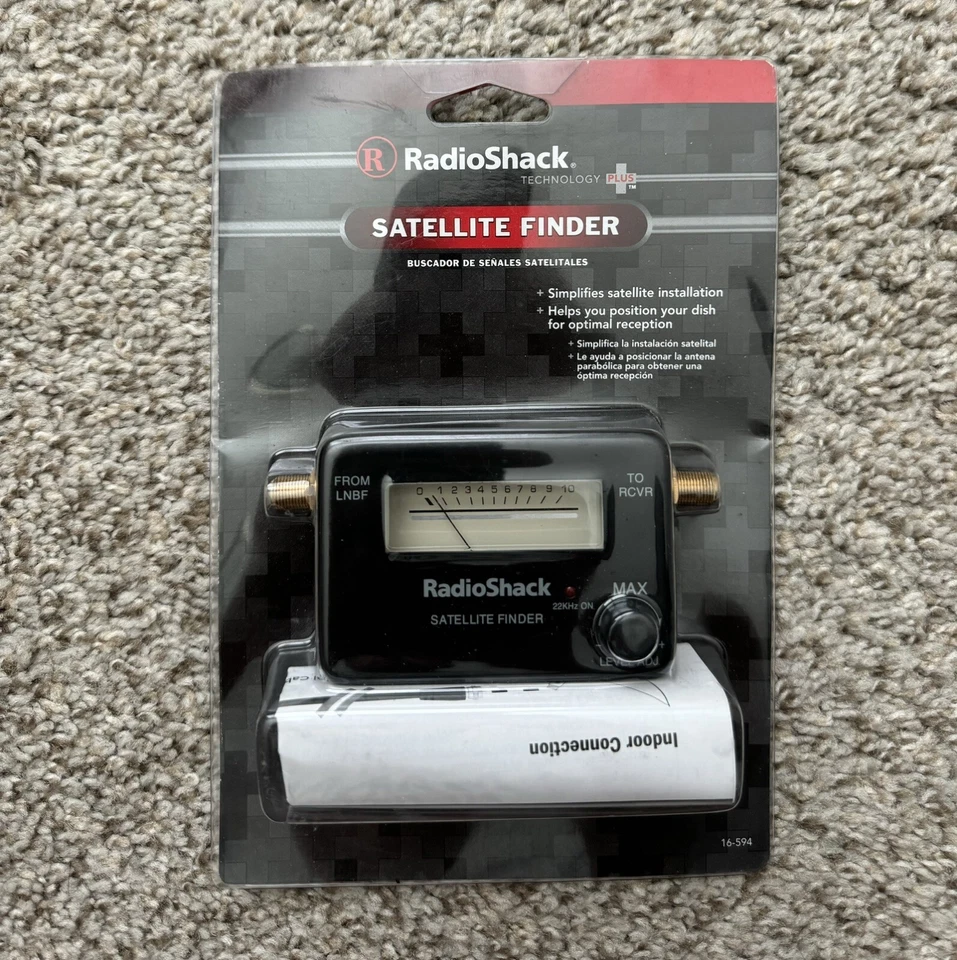 R RadioShack®
TECHNOLOGY PLUS™
SATELLITE FINDER
BUSCADOR DE SEÑALES SATELITALES
+ Simplifies satellite installation
+ Helps you position your dish
for optimal reception
+ Simplifica la instalación satelital
+ Le ayuda a posicionar la antena
parabólica para obtener una
óptima recepción
FROM
LNBF
0 1 2 3 4 5 6 7 8 9 10
TO
RCVR
RadioShack
SATELLITE FINDER
22KHz ON
MAX
- +
LEVEL ADJ
Indoor Connection
16-594